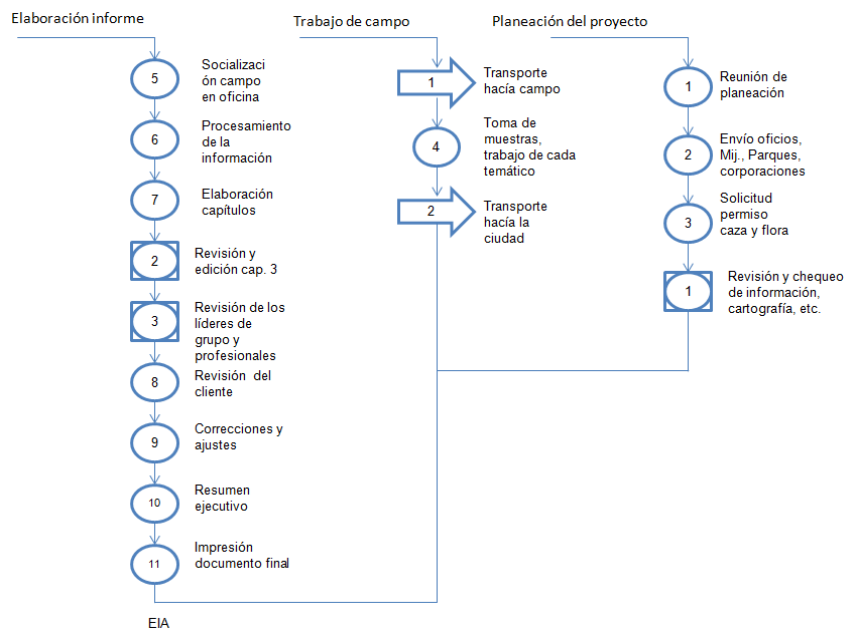 Elaboración informe
5
Socializaci
ón campo
en oficina
6
Procesamiento
de la
información
7
Elaboración
capítulos
2
Revisión y
edición cap. 3
3
Revisión de los
líderes de
grupo y
profesionales
8
Revisión del
cliente
9
Correcciones y
ajustes
10
Resumen
ejecutivo
11
Impresión
documento final
EIA
Trabajo de campo
1
Transporte
hacía campo
4
Toma de
muestras,
trabajo de cada
temático
2
Transporte
hacía la
ciudad
Planeación del proyecto
1
Reunión de
planeación
2
Envío oficios,
Mij., Parques,
corporaciones
3
Solicitud
permiso
caza y flora
1
Revisión y chequeo
de información,
cartografía, etc.